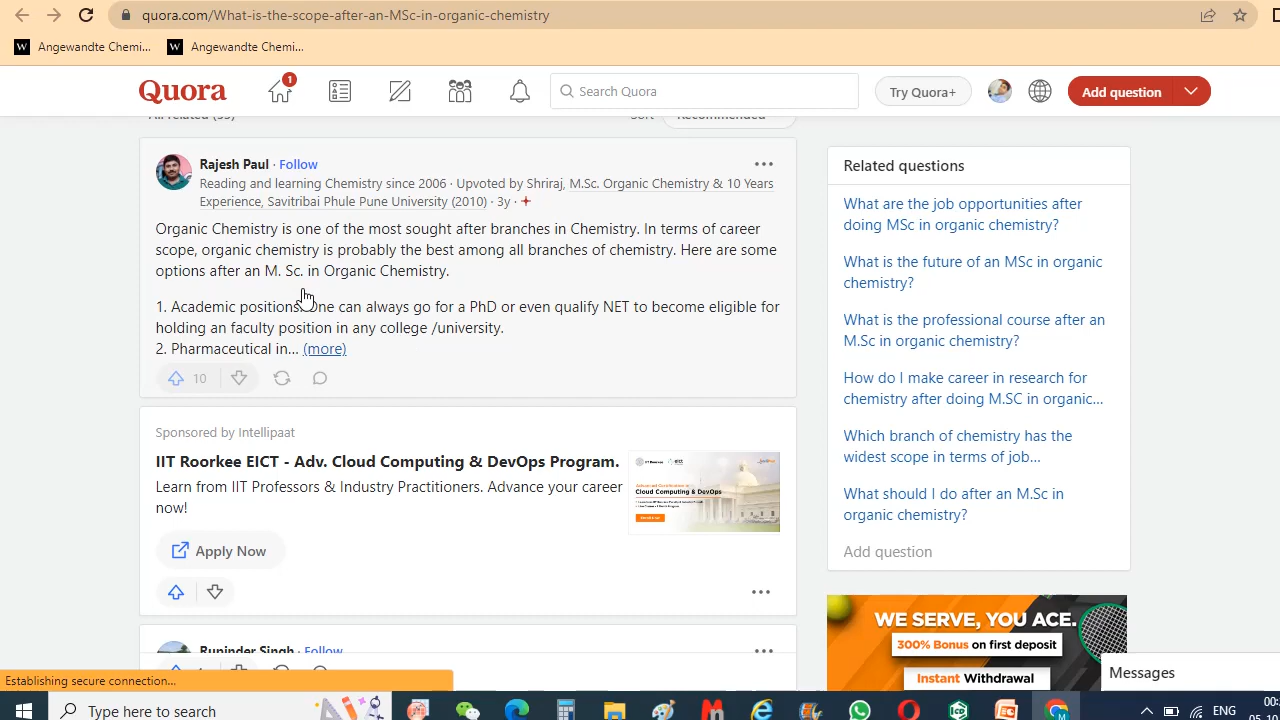 quora.com/What-is-the-scope-after-an-MSc-in-organic-chemistry
W Angewandte Chemi...
W Angewandte Chemi...
Quora
1
Search Quora
Try Quora+
Add question
Recommended
Rajesh Paul · Follow
Reading and learning Chemistry since 2006 · Upvoted by Shriraj, M.Sc. Organic Chemistry & 10 Years
Experience, Savitribai Phule Pune University (2010) · 3y ·
Organic Chemistry is one of the most sought after branches in Chemistry. In terms of career
scope, organic chemistry is probably the best among all branches of chemistry. Here are some
options after an M. Sc. in Organic Chemistry.
1. Academic positions. One can always go for a PhD or even qualify NET to become eligible for
holding an faculty position in any college /university.
2. Pharmaceutical in... (more)
10
Sponsored by Intellipaat
IIT Roorkee EICT - Adv. Cloud Computing & DevOps Program.
Learn from IIT Professors & Industry Practitioners. Advance your career
now!
Cloud Computing & DevOps
Apply Now
Rupinder Singh · Follow
Related questions
What are the job opportunities after
doing MSc in organic chemistry?
What is the future of an MSc in organic
chemistry?
What is the professional course after an
M.Sc in organic chemistry?
How do I make career in research for
chemistry after doing M.SC in organic...
Which branch of chemistry has the
widest scope in terms of job...
What should I do after an M.Sc in
organic chemistry?
Add question
WE SERVE, YOU ACE.
300% Bonus on first deposit
Instant Withdrawal
Messages
Establishing secure connection...
Type here to search
ENG